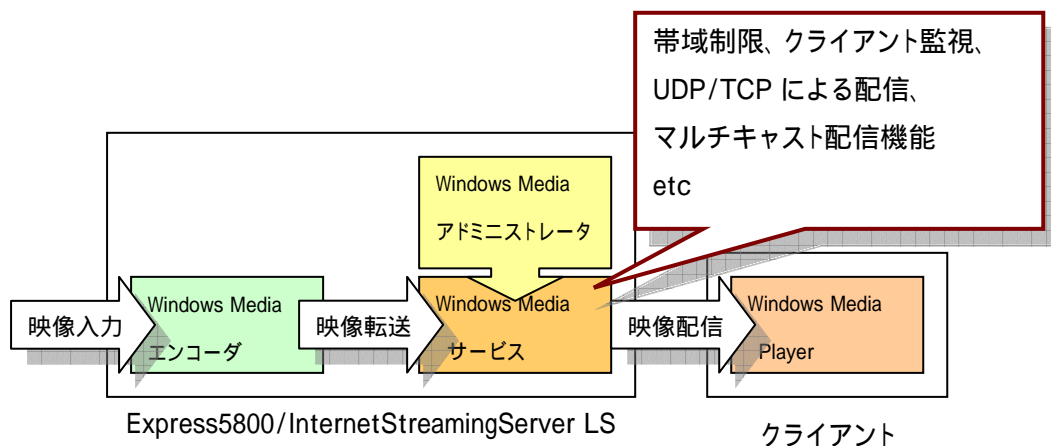 帯域制限、クライアント監視、
UDP/TCP による配信、
マルチキャスト配信機能
etc
Windows Media
アドミニストレータ
映像入力
Windows Media
エンコーダ
映像転送
Windows Media
サービス
映像配信
Windows Media
Player
Express5800/InternetStreamingServer LS
クライアント